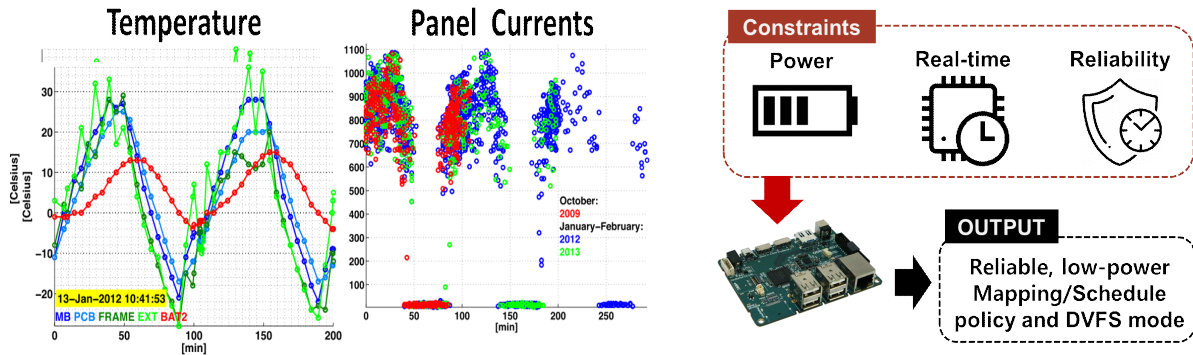 Temperature
[Celsius]
[Celsius]
30
20
10
0
-10
-20
13-Jan-2012 10:41:53
MB PCB FRAME EXT BAT2
0 50 100 150 200
[min]
Panel Currents
1100
1000
900
800
700
600
500
400
300
200
100
0
October:
2009
January-February:
2012
2013
0 50 100 150 200 250
[min]
Constraints
Power
Real-time
Reliability
OUTPUT
Reliable, low-power
Mapping/Schedule
policy and DVFS mode